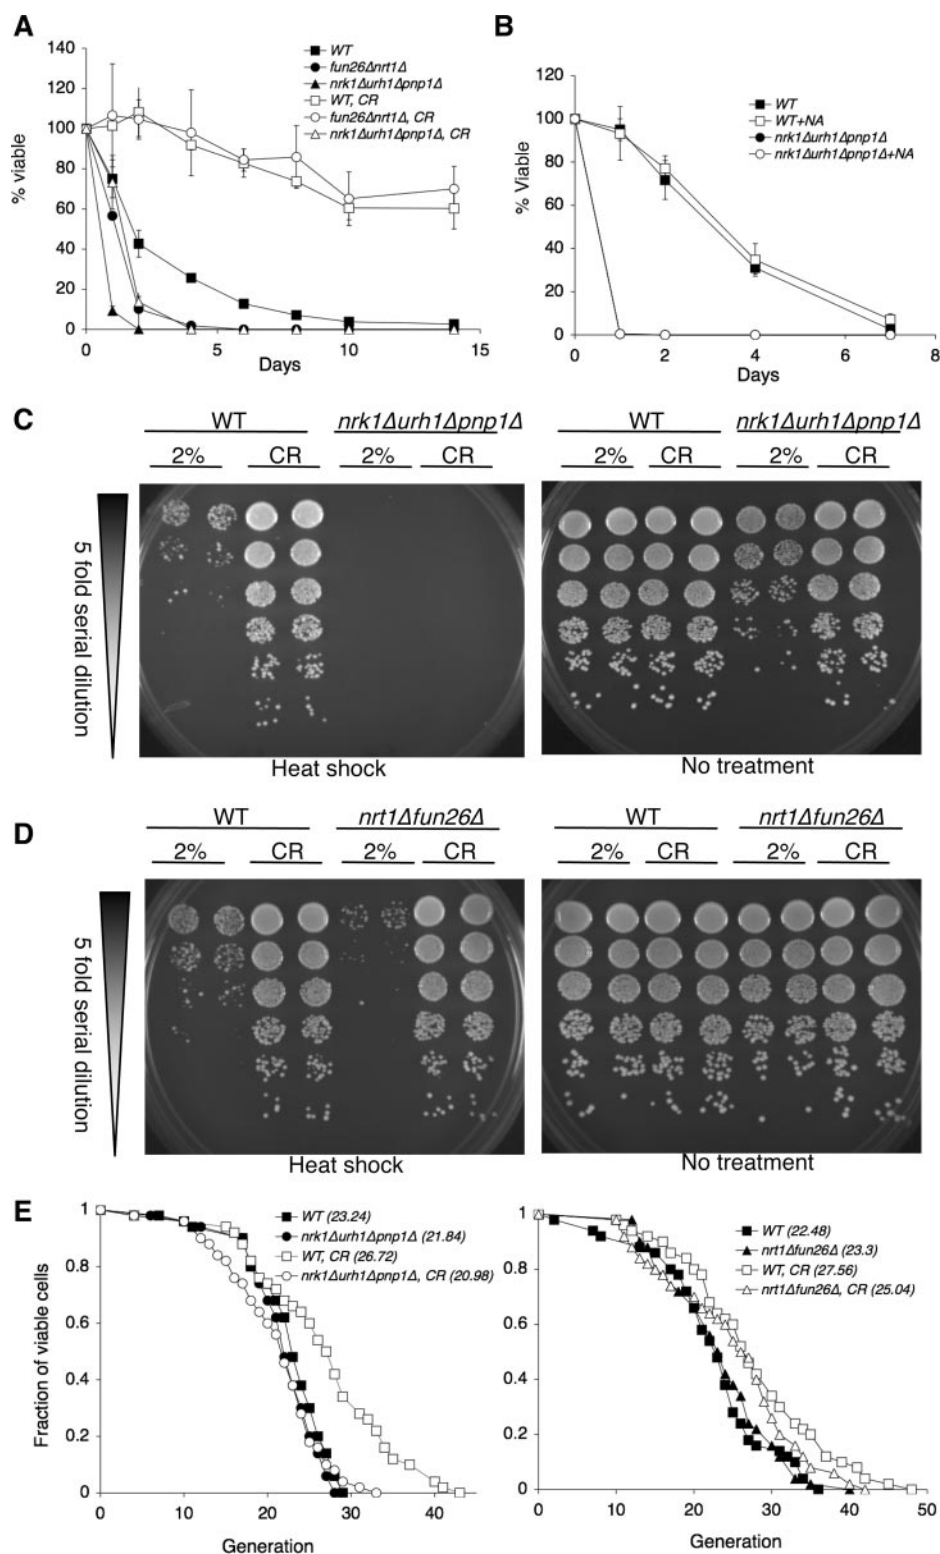 A
140
120
100
80
60
40
20
0
% viable
0 5 10 15
Days
WT
fun26Δnrt1Δ
nrk1Δurh1Δpnp1Δ
WT, CR
fun26Δnrt1Δ, CR
nrk1Δurh1Δpnp1Δ, CR
B
120
100
80
60
40
20
0
% Viable
0 2 4 6 8
Days
WT
WT+NA
nrk1Δurh1Δpnp1Δ
nrk1Δurh1Δpnp1Δ+NA
C
WT nrk1Δurh1Δpnp1Δ WT nrk1Δurh1Δpnp1Δ
2% CR 2% CR 2% CR 2% CR
5 fold serial dilution
Heat shock No treatment
D
WT nrt1Δfun26Δ WT nrt1Δfun26Δ
2% CR 2% CR 2% CR 2% CR
5 fold serial dilution
Heat shock No treatment
E
1
0.8
0.6
0.4
0.2
0
Fraction of viable cells
0 10 20 30 40
Generation
WT (23.24)
nrk1Δurh1Δpnp1Δ (21.84)
WT, CR (26.72)
nrk1Δurh1Δpnp1Δ, CR (20.98)
1
0.8
0.6
0.4
0.2
0
0 10 20 30 40 50
Generation
WT (22.48)
nrt1Δfun26Δ (23.3)
WT, CR (27.56)
nrt1Δfun26Δ, CR (25.04)